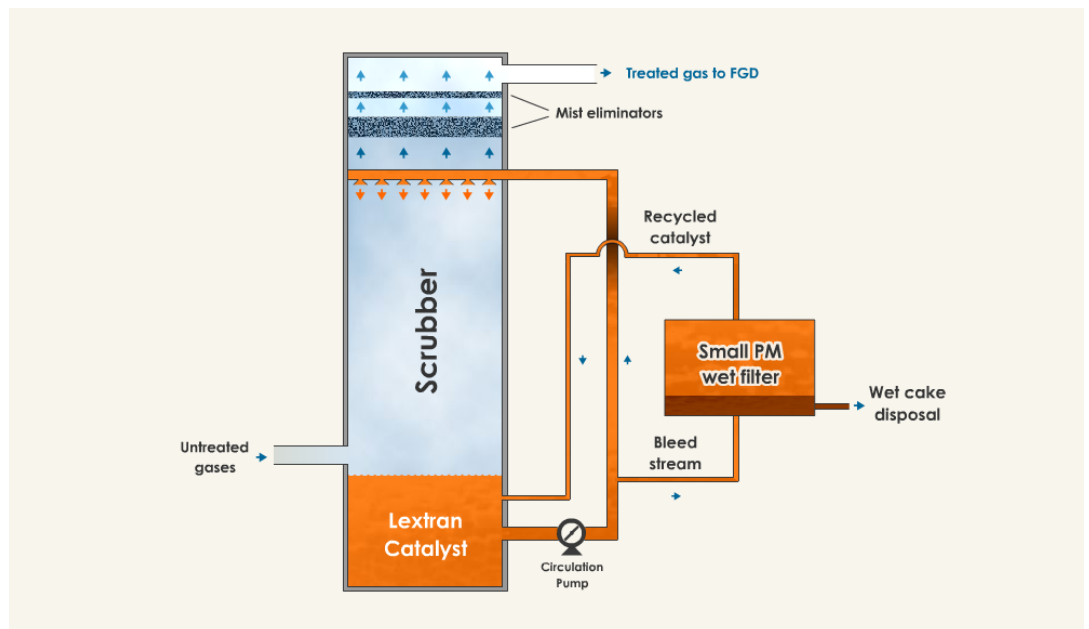 Treated gas to FGD
Mist eliminators
Recycled
catalyst
Scrubber
Small PM
wet filter
Wet cake
disposal
Untreated
gases
Bleed
stream
Lextran
Catalyst
Circulation
Pump